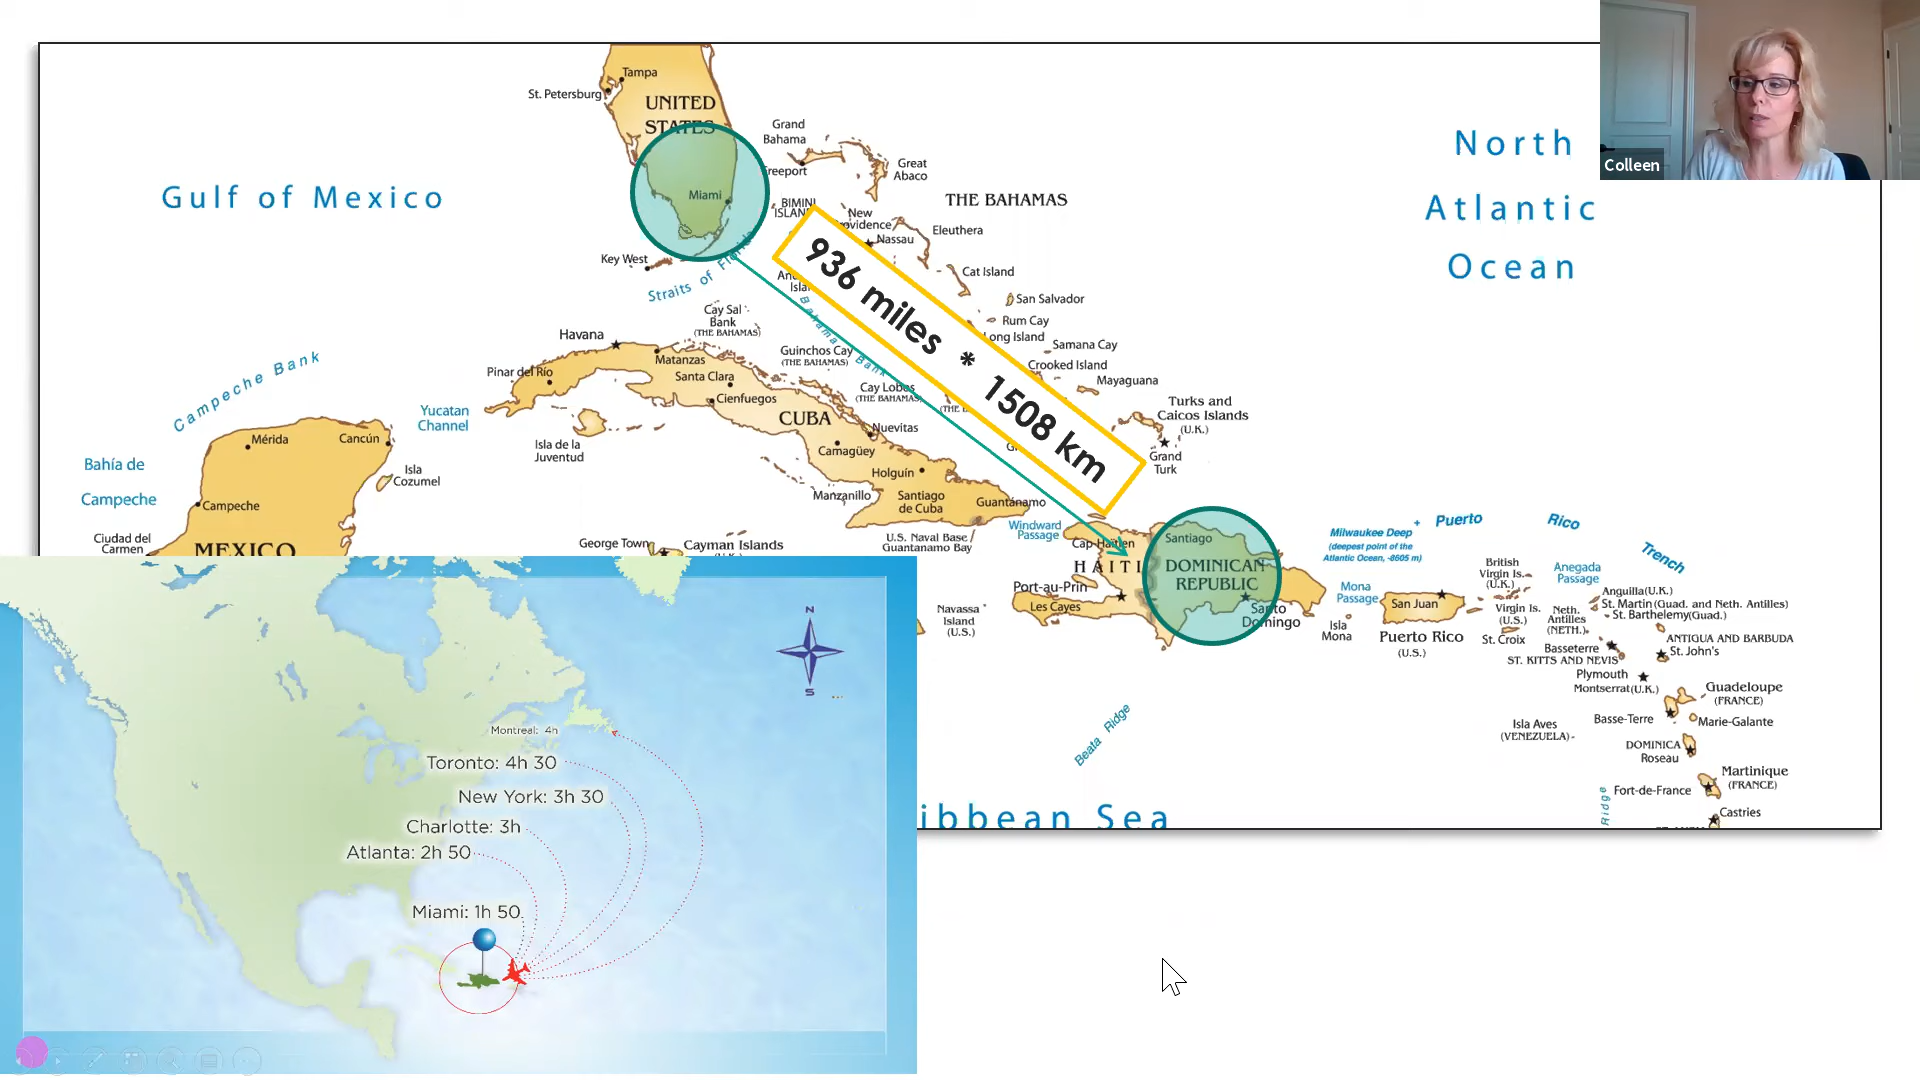 Colleen
Tampa
St. Petersburg
UNITED
STATES
Miami
Key West
Straits of Florida
Gulf of Mexico
Grand
Bahama
Freeport
Great
Abaco
BIMINI
THE BAHAMAS
New
Nassau
Eleuthera
Cat Island
San Salvador
Rum Cay
Long Island
Samana Cay
Crooked Island
Mayaguana
North
Atlantic
Ocean
936 miles * 1508 km
Turks and
Caicos Islands
(U.K.)
Grand
Turk
Cay Sal
Bank
(THE BAHAMAS)
Bahama Bank
Guinchos Cay
(THE BAHAMAS)
Cay Lobos
(THE BAHAMAS)
Havana
Matanzas
Pinar del Río
Santa Clara
Cienfuegos
CUBA
Nuevitas
Camagüey
Holguín
Manzanillo
Santiago
de Cuba
Guantánamo
Isla de la
Juventud
Campeche Bank
Yucatan
Channel
Mérida
Cancún
Isla
Cozumel
Bahía de
Campeche
Campeche
Ciudad del
Carmen
MEXICO
George Town
Cayman Islands
U.S. Naval Base /
Guantanamo Bay
Windward
Passage
Cap-Haïtien
HAITI
Port-au-Prin
Les Cayes
Navassa
Island
(U.S.)
Santiago
DOMINICAN
REPUBLIC
Santo
Domingo
Milwaukee Deep
(deepest point of the
Atlantic Ocean, -8605 m)
Puerto Rico Trench
Mona
Passage
Isla
Mona
San Juan
Puerto Rico
(U.S.)
British
Virgin Is.
(U.K.)
Virgin Is.
(U.S.)
St. Croix
Anegada
Passage
Neth.
Antilles
(NETH.)
Anguilla(U.K.)
St. Martin(Guad. and Neth. Antilles)
St. Barthelemy(Guad.)
ANTIGUA AND BARBUDA
St. John's
Basseterre
ST. KITTS AND NEVIS
Plymouth
Montserrat(U.K.)
Guadeloupe
(FRANCE)
Basse-Terre
Marie-Galante
Isla Aves
(VENEZUELA)
DOMINICA
Roseau
Martinique
(FRANCE)
Fort-de-France
Castries
Ridge
Beata Ridge
ibbean Sea
N
S
Montreal: 4h
Toronto: 4h 30
New York: 3h 30
Charlotte: 3h
Atlanta: 2h 50
Miami: 1h 50